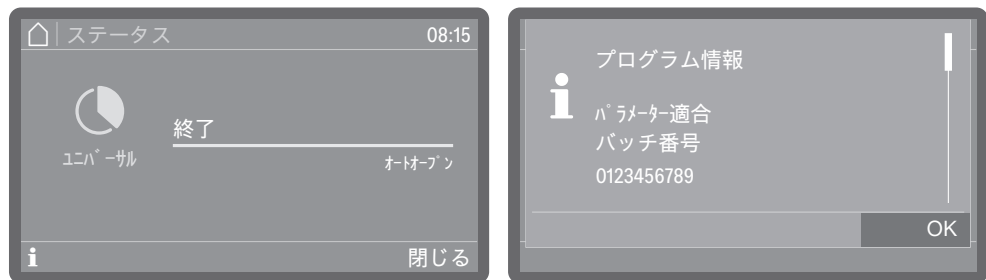 ステータス 08:15
終了
ﾕﾆﾊﾞｰｻﾙ
ｵｰﾄｵｰﾌﾟﾝ
i 閉じる
プログラム情報
i
ﾊﾟﾗﾒｰﾀｰ適合
バッチ番号
0123456789
OK